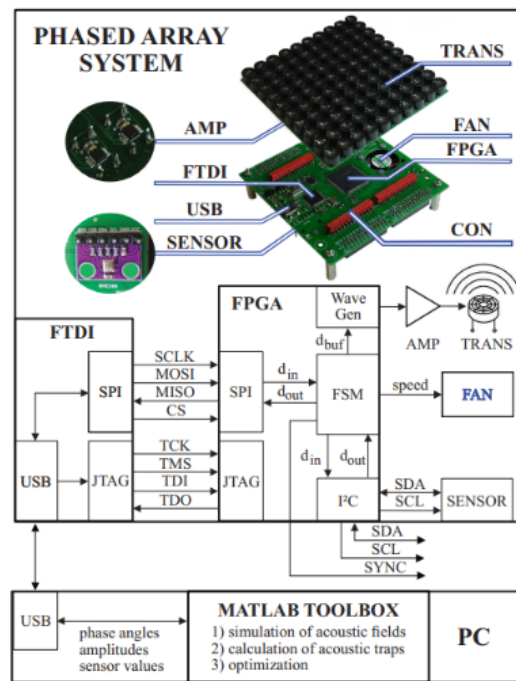 PHASED ARRAY
SYSTEM
TRANS
AMP
FAN
FPGA
FTDI
USB
SENSOR
CON
FTDI
FPGA
Wave
Gen
AMP
TRANS
SPI
SCLK
MOSI
MISO
CS
SPI
d_in
d_out
d_buf
FSM
speed
FAN
USB
JTAG
TCK
TMS
TDI
TDO
JTAG
d_in
d_out
I²C
SDA
SCL
SENSOR
SDA
SCL
SYNC
USB
phase angles
amplitudes
sensor values
MATLAB TOOLBOX
1) simulation of acoustic fields
2) calculation of acoustic traps
3) optimization
PC